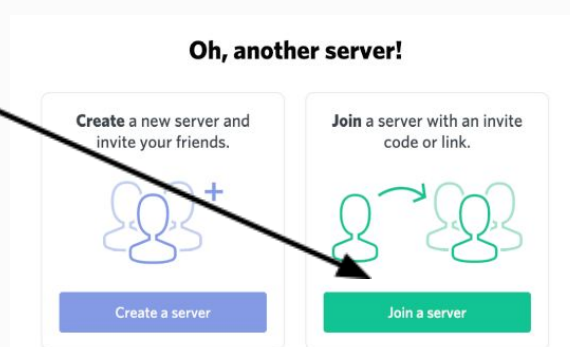 Oh, another server!
Create a new server and
invite your friends.
Create a server
Join a server with an invite
code or link.
Join a server